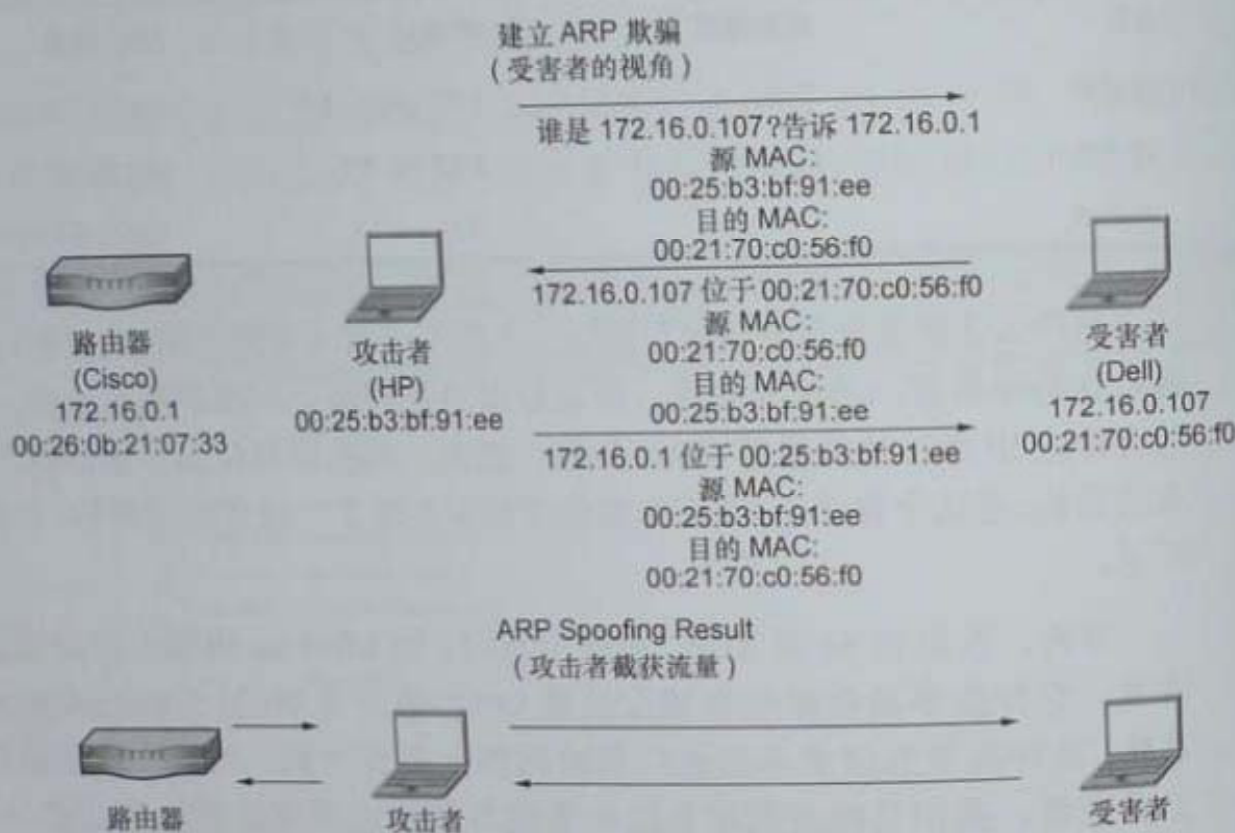 建立 ARP 欺骗
(受害者的视角)
谁是 172.16.0.107?告诉 172.16.0.1
源 MAC:
00:25:b3:bf:91:ee
目的 MAC:
00:21:70:c0:56:f0
172.16.0.107 位于 00:21:70:c0:56:f0
源 MAC:
00:21:70:c0:56:f0
目的 MAC:
00:25:b3:bf:91:ee
172.16.0.1 位于 00:25:b3:bf:91:ee
源 MAC:
00:25:b3:bf:91:ee
目的 MAC:
00:21:70:c0:56:f0
路由器
(Cisco)
172.16.0.1
00:26:0b:21:07:33
攻击者
(HP)
00:25:b3:bf:91:ee
受害者
(Dell)
172.16.0.107
00:21:70:c0:56:f0
ARP Spoofing Result
(攻击者截获流量)
路由器
攻击者
受害者